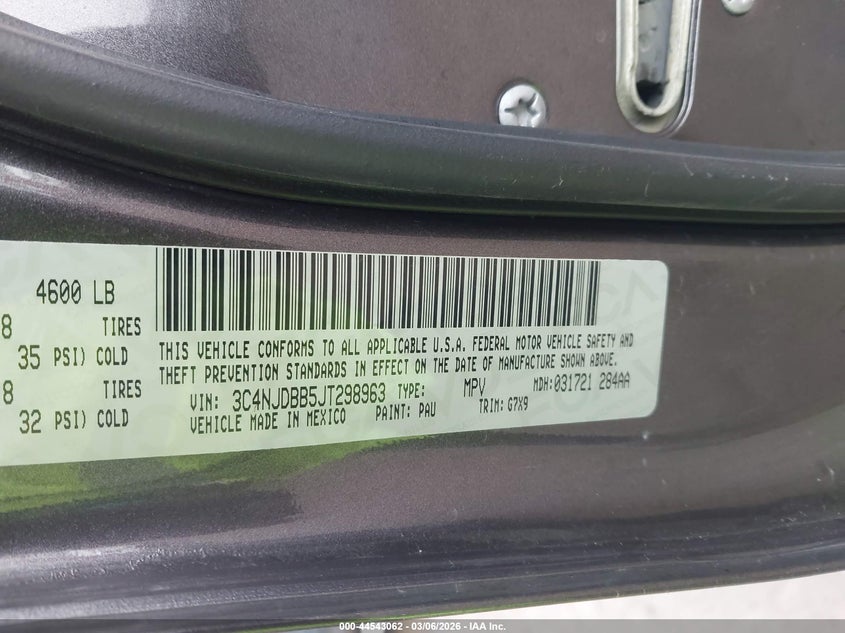 4600 LB
8 TIRES
35 PSI) COLD
8 TIRES
32 PSI) COLD
THIS VEHICLE CONFORMS TO ALL APPLICABLE U.S.A. FEDERAL MOTOR VEHICLE SAFETY AND
THEFT PREVENTION STANDARDS IN EFFECT ON THE DATE OF MANUFACTURE SHOWN ABOVE.
VIN: 3C4NJDBB5JT298963 TYPE: MPV MDH:031721 284AA
VEHICLE MADE IN MEXICO PAINT: PAU TRIM: G7X9
000-44543062 - 03/06/2026 - IAA Inc.